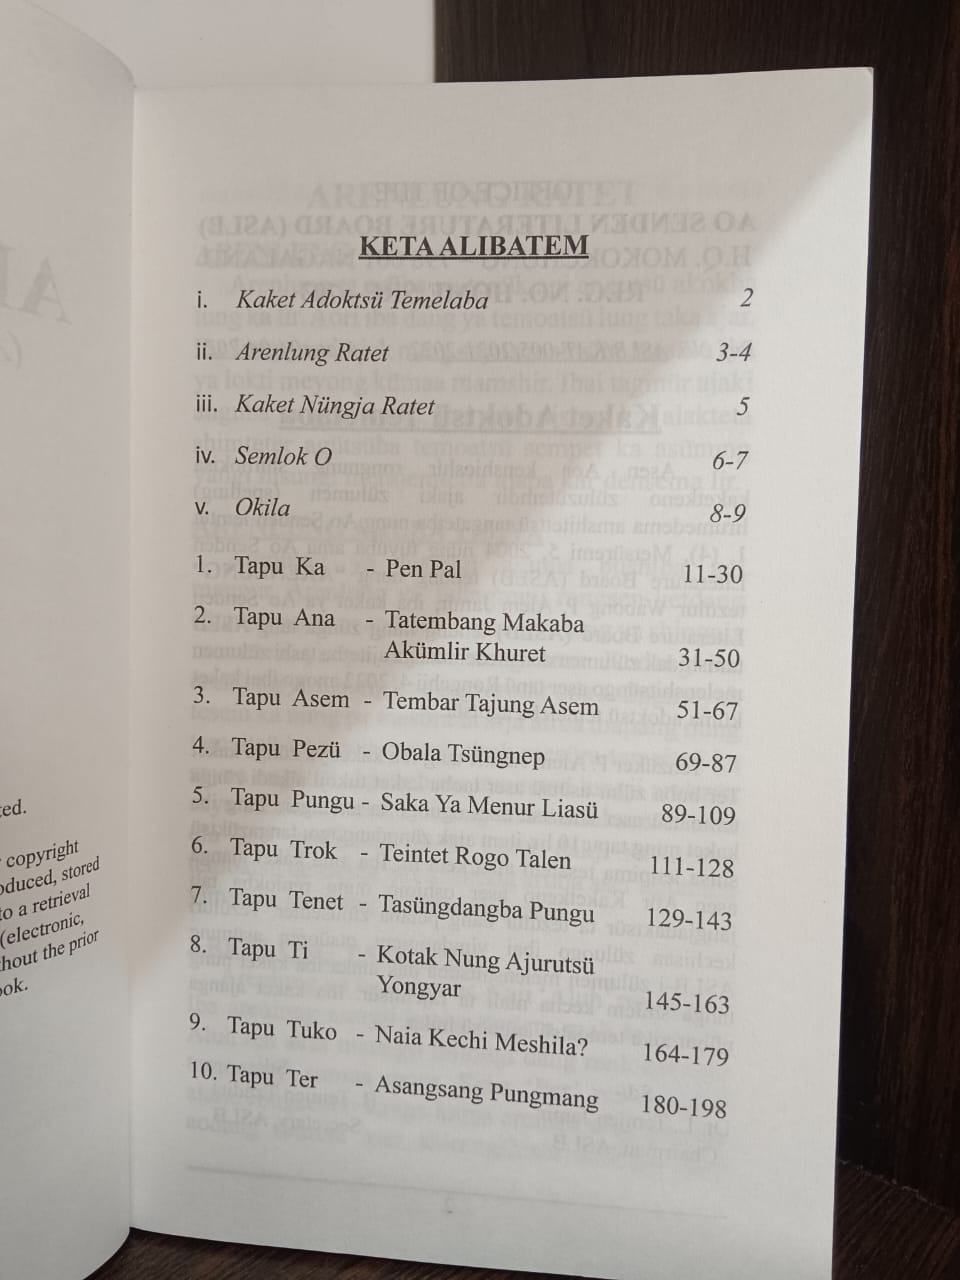 ted.
copyright
oduced, stored
to a retrieval
(electronic,
hout the prior
ook.
KETA ALIBATEM
i. Kaket Adoktsü Temelaba 2
ii. Arenlung Ratet 3-4
iii. Kaket Nüngja Ratet 5
iv. Semlok O 6-7
v. Okila 8-9
1. Tapu Ka - Pen Pal 11-30
2. Tapu Ana - Tatembang Makaba
Akümlir Khuret 31-50
3. Tapu Asem - Tembar Tajung Asem 51-67
4. Tapu Pezü - Obala Tsüngnep 69-87
5. Tapu Pungu - Saka Ya Menur Liasü 89-109
6. Tapu Trok - Teintet Rogo Talen 111-128
7. Tapu Tenet - Tasüngdangba Pungu 129-143
8. Tapu Ti - Kotak Nung Ajurutsü
Yongyar 145-163
9. Tapu Tuko - Naia Kechi Meshila? 164-179
10. Tapu Ter - Asangsang Pungmang 180-198